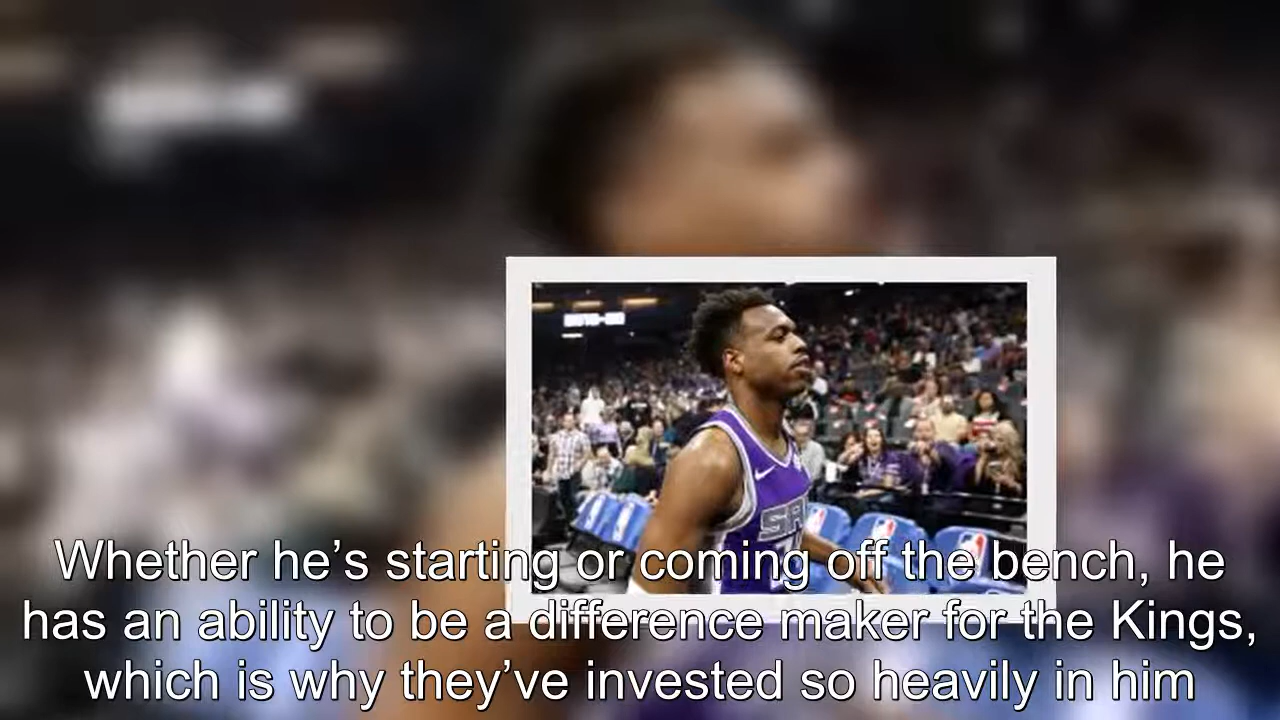 SA
Whether he’s starting or coming off the bench, he
has an ability to be a difference maker for the Kings,
which is why they’ve invested so heavily in him